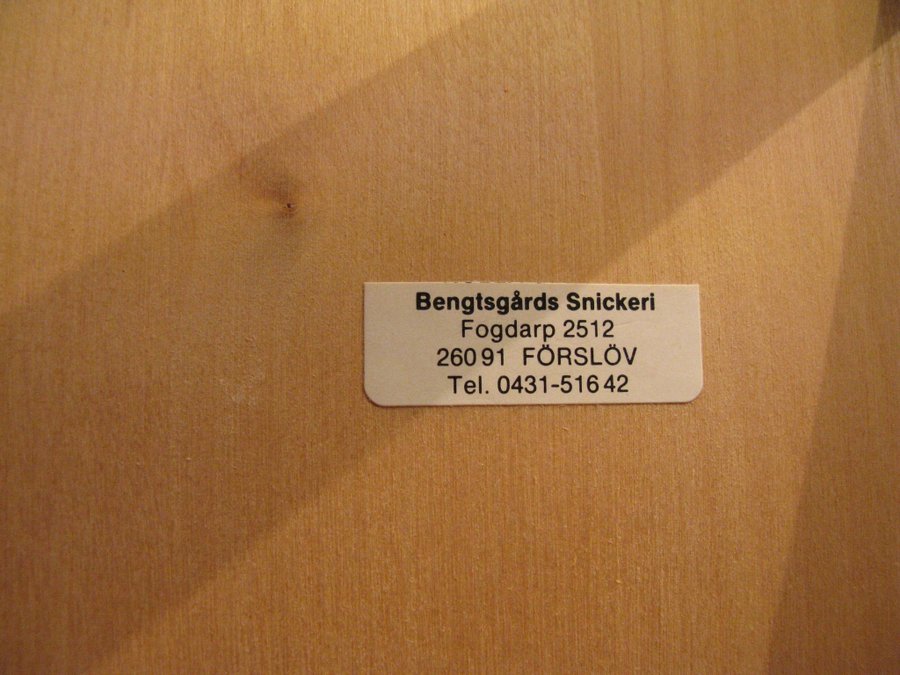 Bengtsgårds Snickeri
Fogdarp 2512
260 91 FÖRSLÖV
Tel. 0431-516 42